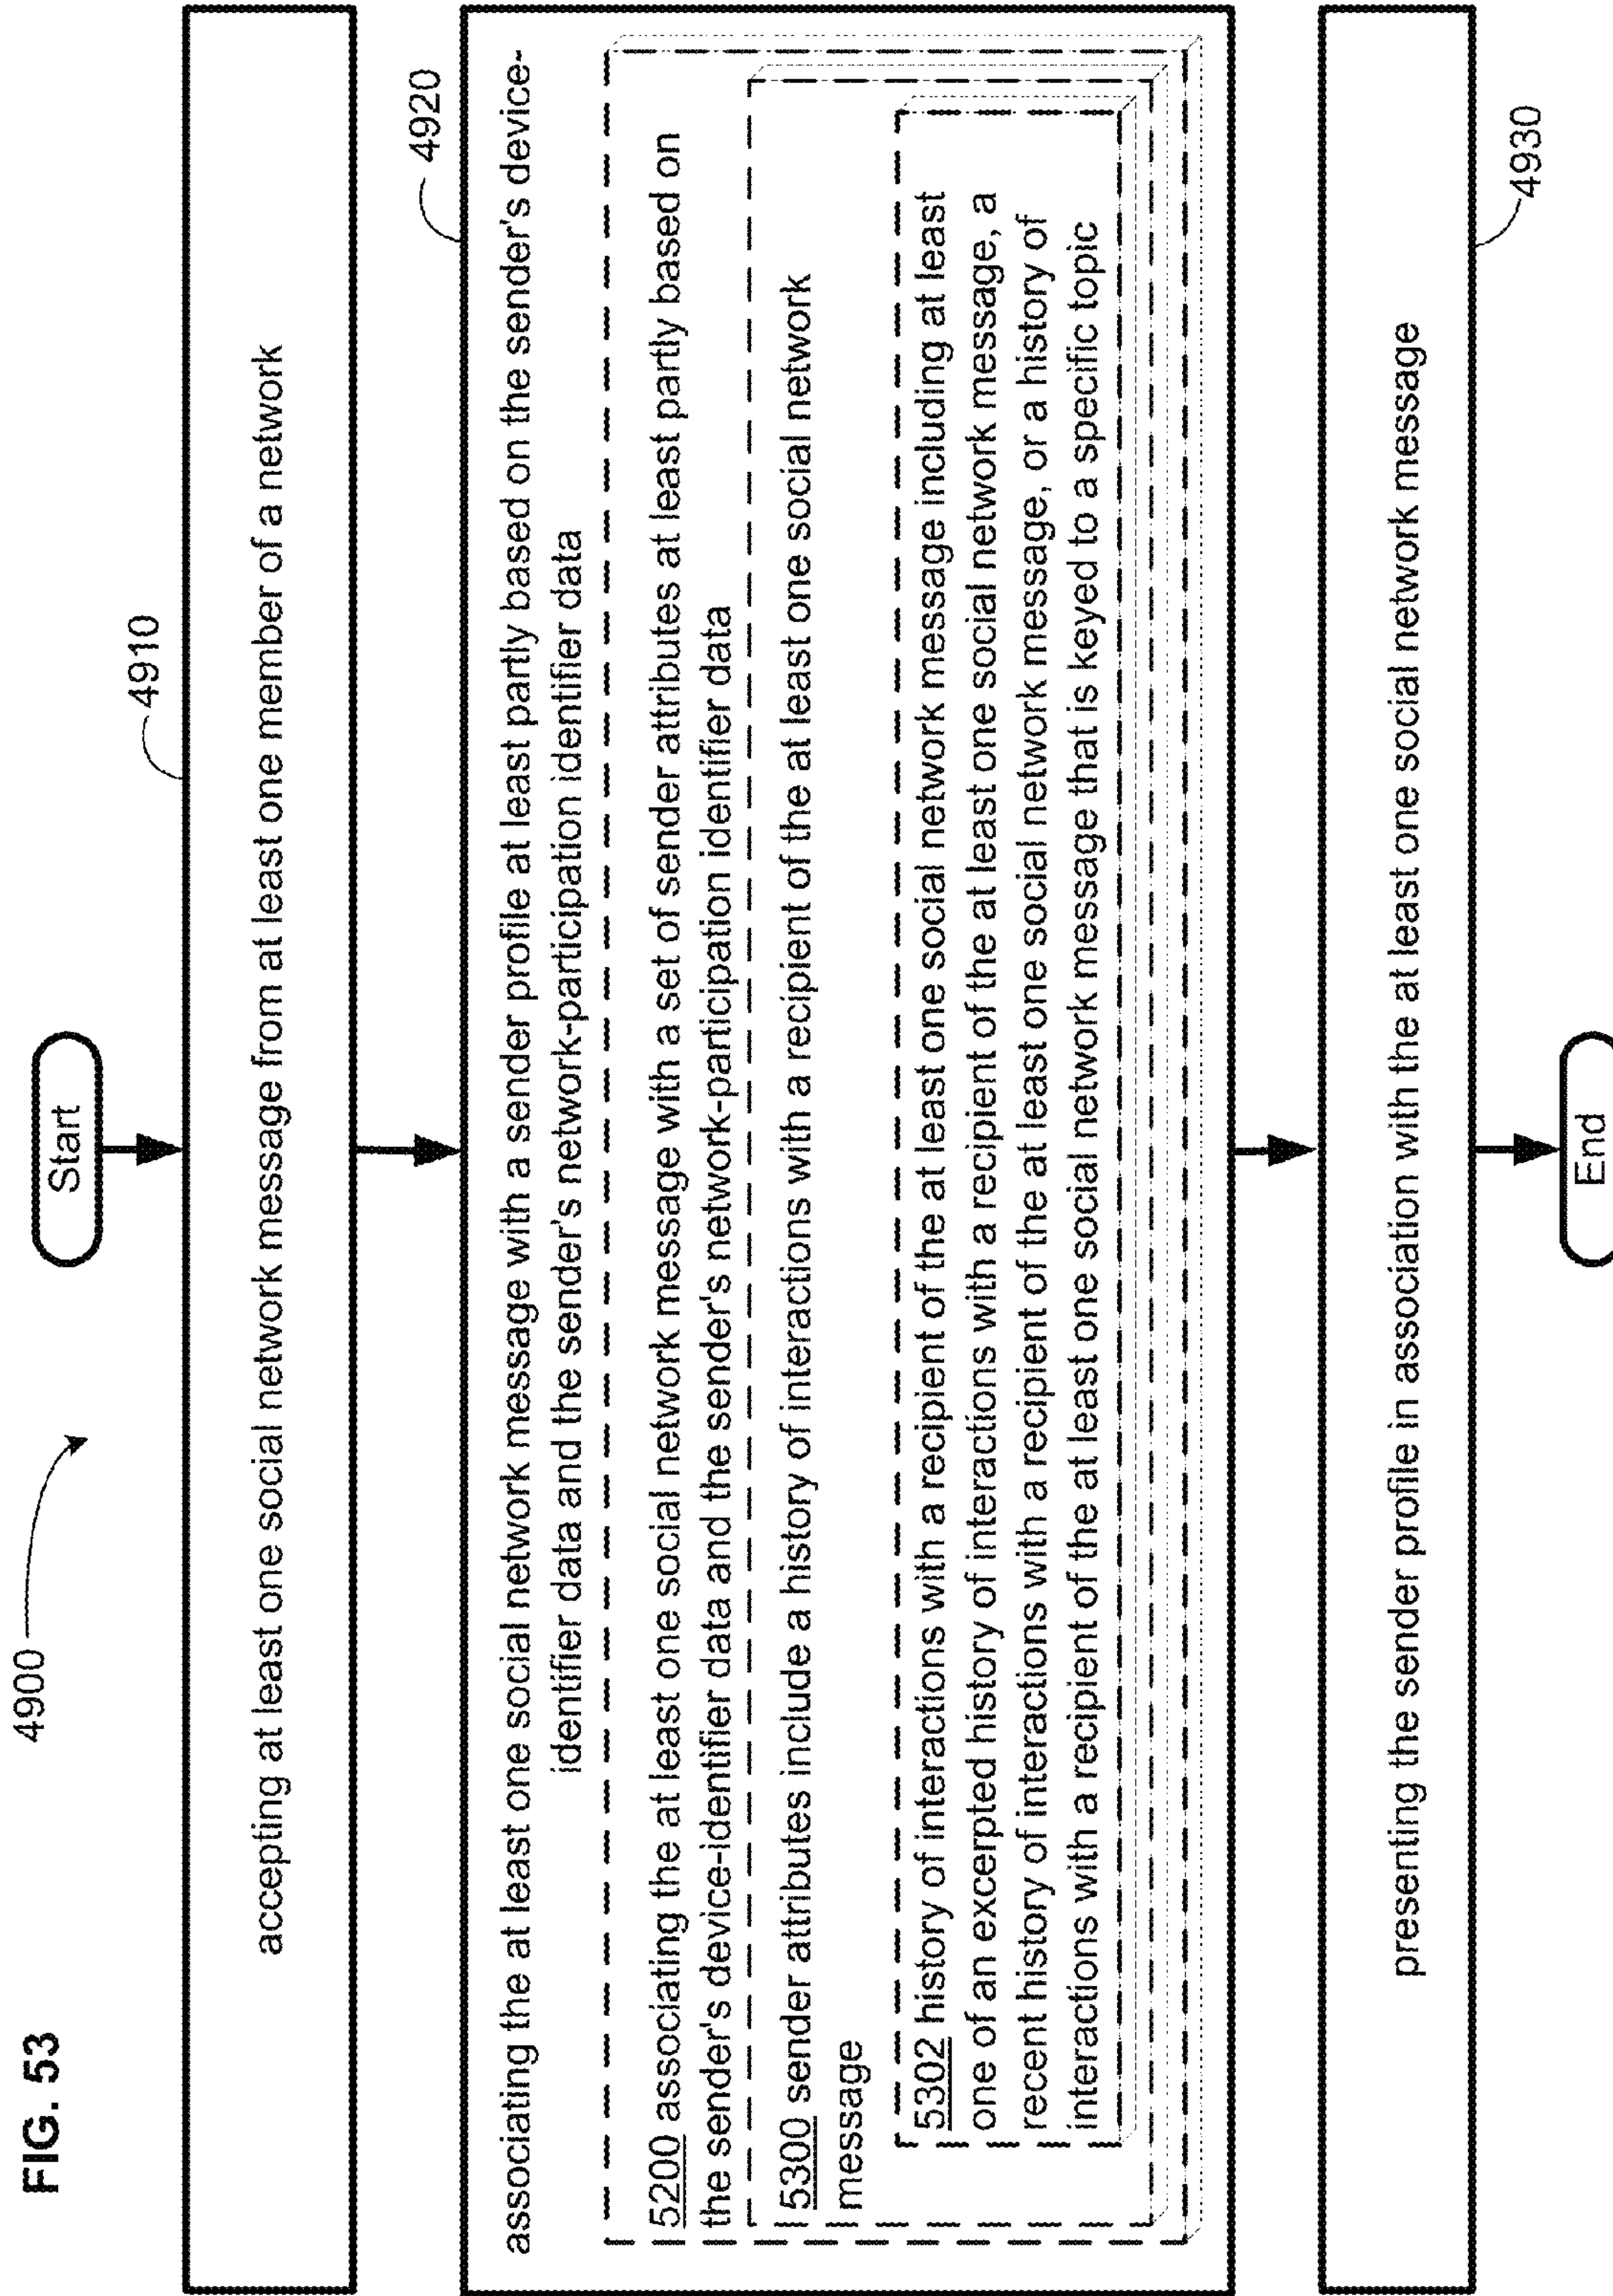 FIG. 53
4900
Start
4910
accepting at least one social network message from at least one member of a network
4920
associating the at least one social network message with a sender profile at least partly based on the sender's device-
identifier data and the sender's network-participation identifier data
5200 associating the at least one social network message with a set of sender attributes at least partly based on
the sender's device-identifier data and the sender's network-participation identifier data
5300 sender attributes include a history of interactions with a recipient of the at least one social network
message
5302 history of interactions with a recipient of the at least one social network message including at least
one of an excerpted history of interactions with a recipient of the at least one social network message, a
recent history of interactions with a recipient of the at least one social network message, or a history of
interactions with a recipient of the at least one social network message that is keyed to a specific topic
presenting the sender profile in association with the at least one social network message
4930
End